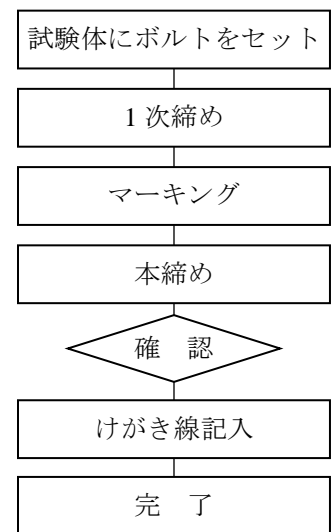 試験体にボルトをセット
1 次締め
マーキング
本締め
確　認
けがき線記入
完　了